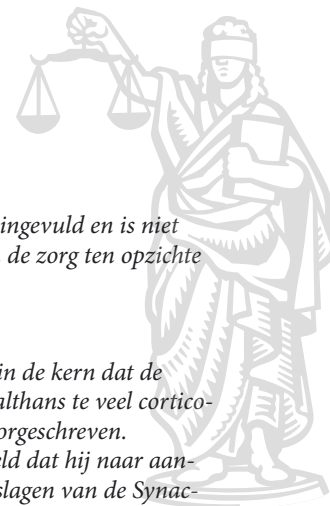 ingevuld en is niet
de zorg ten opzichte
in de kern dat de
althans te veel cortico-
orgeschreven.
eld dat hij naar aan-
slagen van de Synac-